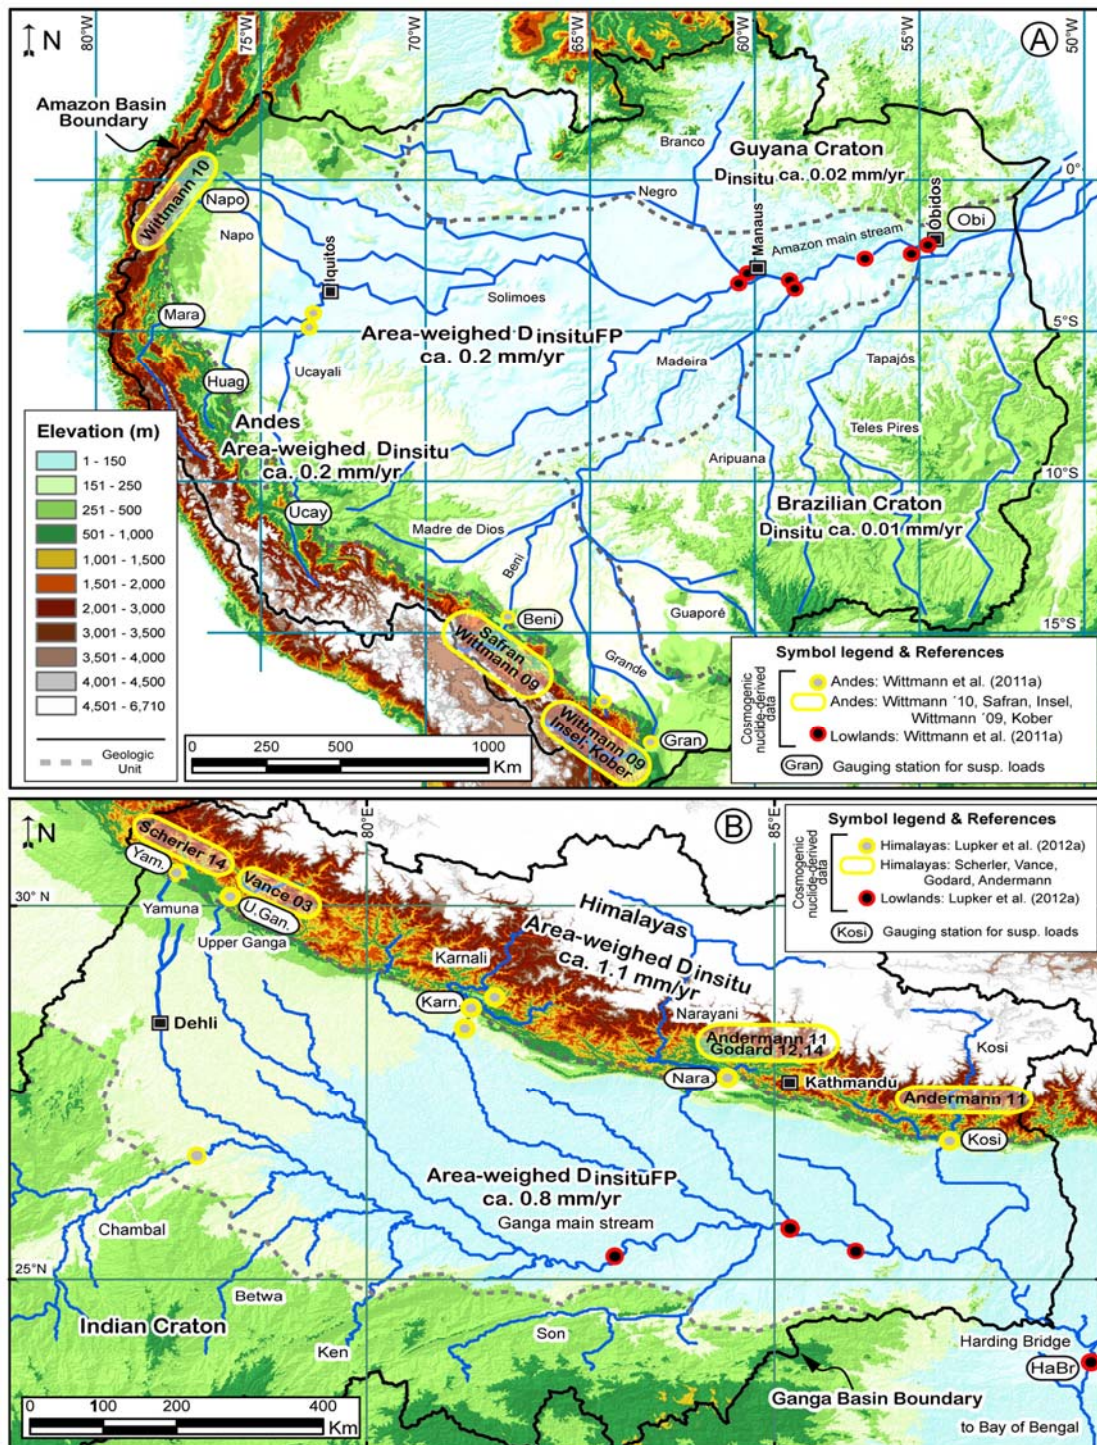 80°W
75°W
70°W
65°W
60°W
55°W
50°W
N
A
Amazon Basin
Boundary
Wittmann 10
Branco
Guyana Craton
Dinsitu ca. 0.02 mm/yr
0°
Napo
Negro
Manaus
Obidos
Obi
Napo
Iquitos
Amazon main stream
Solimoes
Mara
5°S
Area-weighed DinsituFP
ca. 0.2 mm/yr
Madeira
Tapajós
Ucayali
Huag
Andes
Area-weighed Dinsitu
ca. 0.2 mm/yr
Teles Pires
Aripuana
10°S
Brazilian Craton
Dinsitu ca. 0.01 mm/yr
Ucay
Madre de Dios
Beni
Guaporé
Beni
15°S
Safran
Wittmann 09
Grande
Wittmann 09
Insel, Kober
Gran
Elevation (m)
1 - 150
151 - 250
251 - 500
501 - 1,000
1,001 - 1,500
1,501 - 2,000
2,001 - 3,000
3,001 - 3,500
3,501 - 4,000
4,001 - 4,500
4,501 - 6,710
Geologic
Unit
0 250 500 1000
Km
Symbol legend & References
Cosmogenic
nuclide-derived
data
Andes: Wittmann et al. (2011a)
Andes: Wittmann ´10, Safran, Insel,
Wittmann ´09, Kober
Lowlands: Wittmann et al. (2011a)
Gran Gauging station for susp. loads
N
80°E
85°E
B
Scherler 14
Yam.
Vance 03
U.Gan.
30° N
Yamuna
Upper Ganga
Himalayas
Area-weighed Dinsitu
ca. 1.1 mm/yr
Karnali
Karn.
Narayani
Dehli
Andermann 11
Godard 12,14
Kosi
Nara.
Kathmandu
Andermann 11
Kosi
Area-weighed DinsituFP
ca. 0.8 mm/yr
Ganga main stream
Chambal
25°N
Betwa
Indian Craton
Ken
Son
Harding Bridge
HaBr
Ganga Basin Boundary
to Bay of Bengal
0 100 200 400
Km
Symbol legend & References
Cosmogenic
nuclide-derived
data
Himalayas: Lupker et al. (2012a)
Himalayas: Scherler, Vance,
Godard, Andermann
Lowlands: Lupker et al. (2012a)
Kosi Gauging station for susp. loads